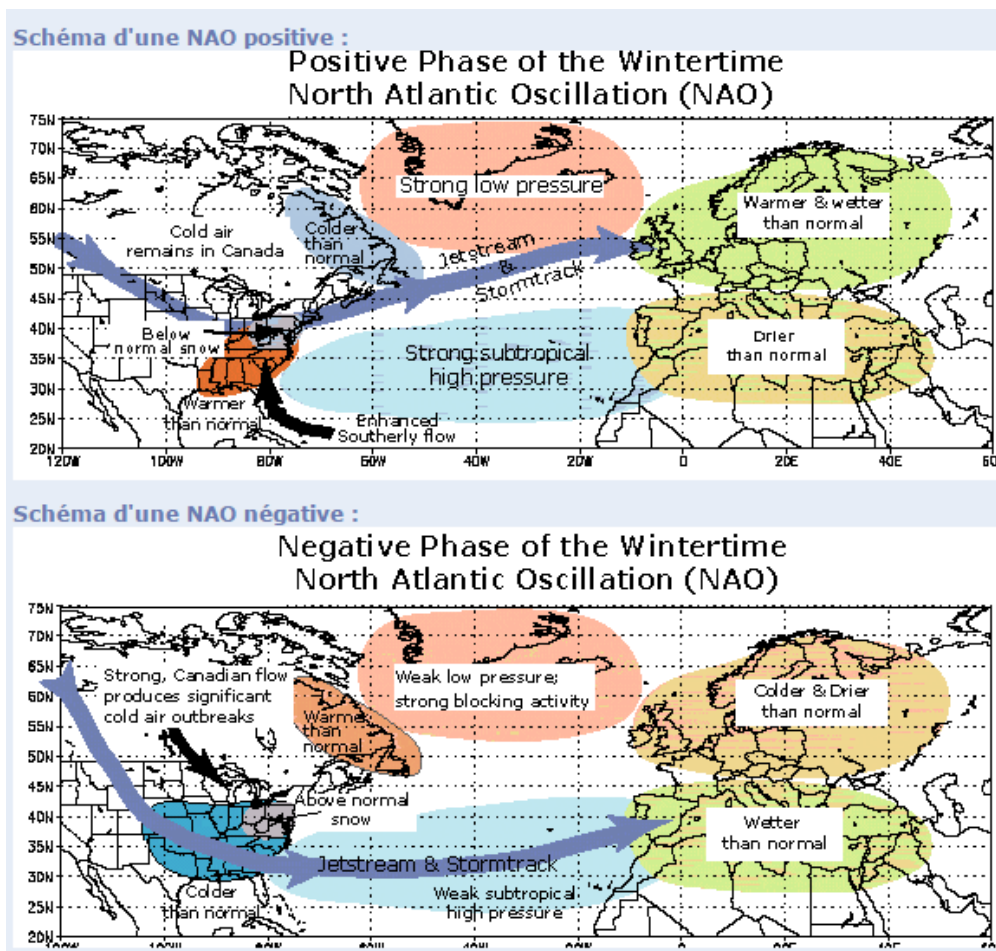 Schéma d'une NAO positive :
Positive Phase of the Wintertime
North Atlantic Oscillation (NAO)
75N
70N
65N
60N
55N
50N
45N
40N
35N
30N
25N
20N
Strong low pressure
Warmer & wetter
than normal
Cold air
remains in Canada
Colder
than
normal
Jetstream
&
Stormtrack
Below
normal snow
Strong subtropical
high pressure
Drier
than normal
Warmer
than normal
Enhanced
Southerly flow
120W 100W 80W 60W 40W 20W 0 20E 40E 60
Schéma d'une NAO négative :
Negative Phase of the Wintertime
North Atlantic Oscillation (NAO)
75N
70N
65N
60N
55N
50N
45N
40N
35N
30N
25N
20N
Strong, Canadian flow
produces significant
cold air outbreaks
Weak low pressure;
strong blocking activity
Colder & Drier
than normal
Warmer
than
normal
Above normal
snow
Wetter
than normal
Jetstream & Stormtrack
Colder
than normal
Weak subtropical
high pressure